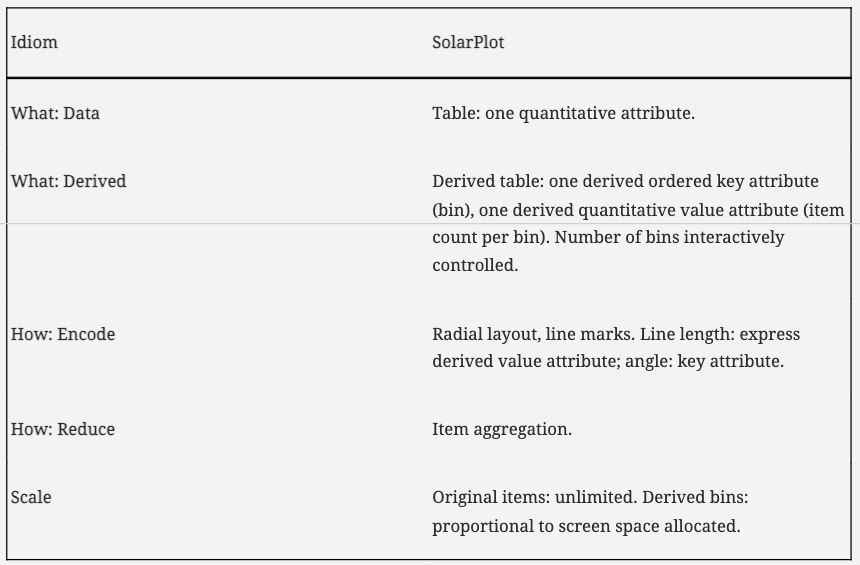 Idiom SolarPlot
What: Data Table: one quantitative attribute.
What: Derived Derived table: one derived ordered key attribute
(bin), one derived quantitative value attribute (item
count per bin). Number of bins interactively
controlled.
How: Encode Radial layout, line marks. Line length: express
derived value attribute; angle: key attribute.
How: Reduce Item aggregation.
Scale Original items: unlimited. Derived bins:
proportional to screen space allocated.